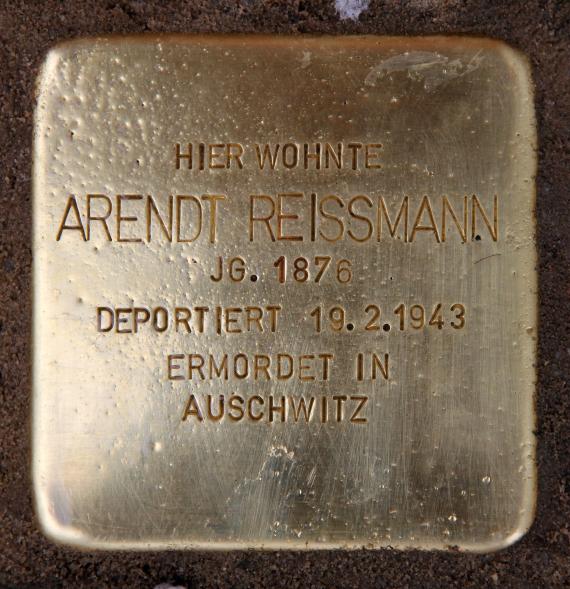 HIER WOHNTE
ARENDT REISSMANN
JG. 1876
DEPORTIERT 19.2.1943
ERMORDET IN
AUSCHWITZ